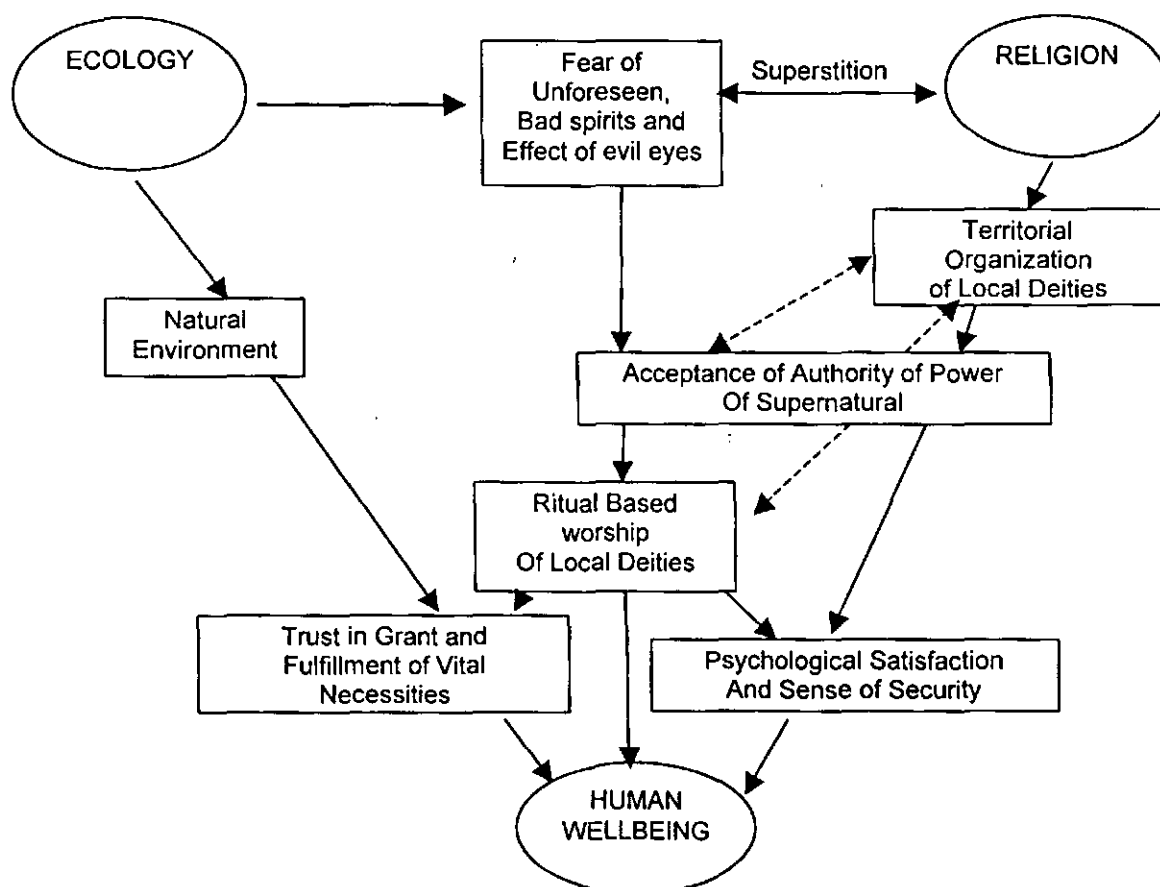 ECOLOGY
Fear of
Unforeseen,
Bad spirits and
Effect of evil eyes
Superstition
RELIGION
Territorial
Organization
of Local Deities
Natural
Environment
Acceptance of Authority of Power
Of Supernatural
Ritual Based
worship
Of Local Deities
Trust in Grant and
Fulfillment of Vital
Necessities
Psychological Satisfaction
And Sense of Security
HUMAN
WELLBEING